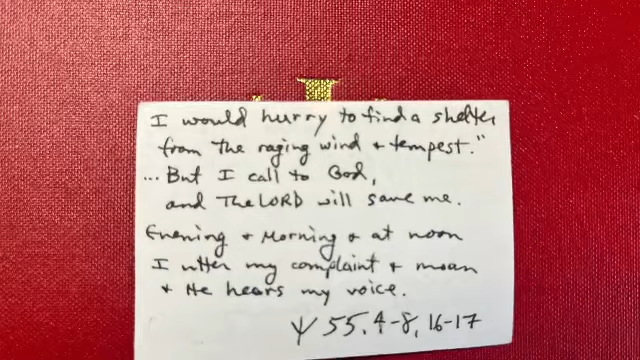 I would hurry to find a shelter
from the raging wind + tempest."
...But I call to God,
and The LORD will save me.
Evening + Morning + at noon
I utter my complaint + moan
+ He hears my voice.
Ψ 55.4-8, 16-17